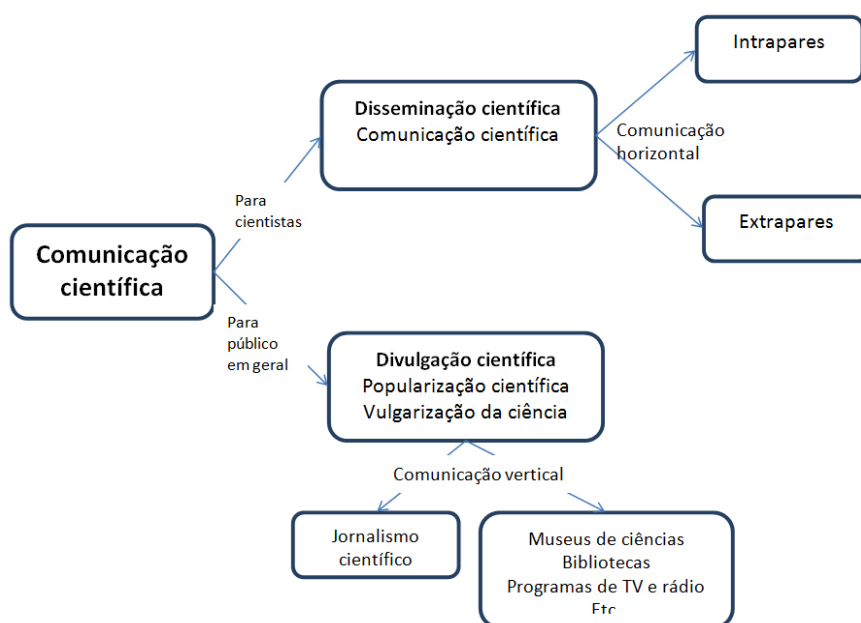 Intrapares
Disseminação científica
Comunicação científica
Comunicação
horizontal
Para
cientistas
Extrapares
Comunicação
científica
Para
público
em geral
Divulgação científica
Popularização científica
Vulgarização da ciência
Comunicação vertical
Jornalismo
científico
Museus de ciências
Bibliotecas
Programas de TV e rádio
Etc